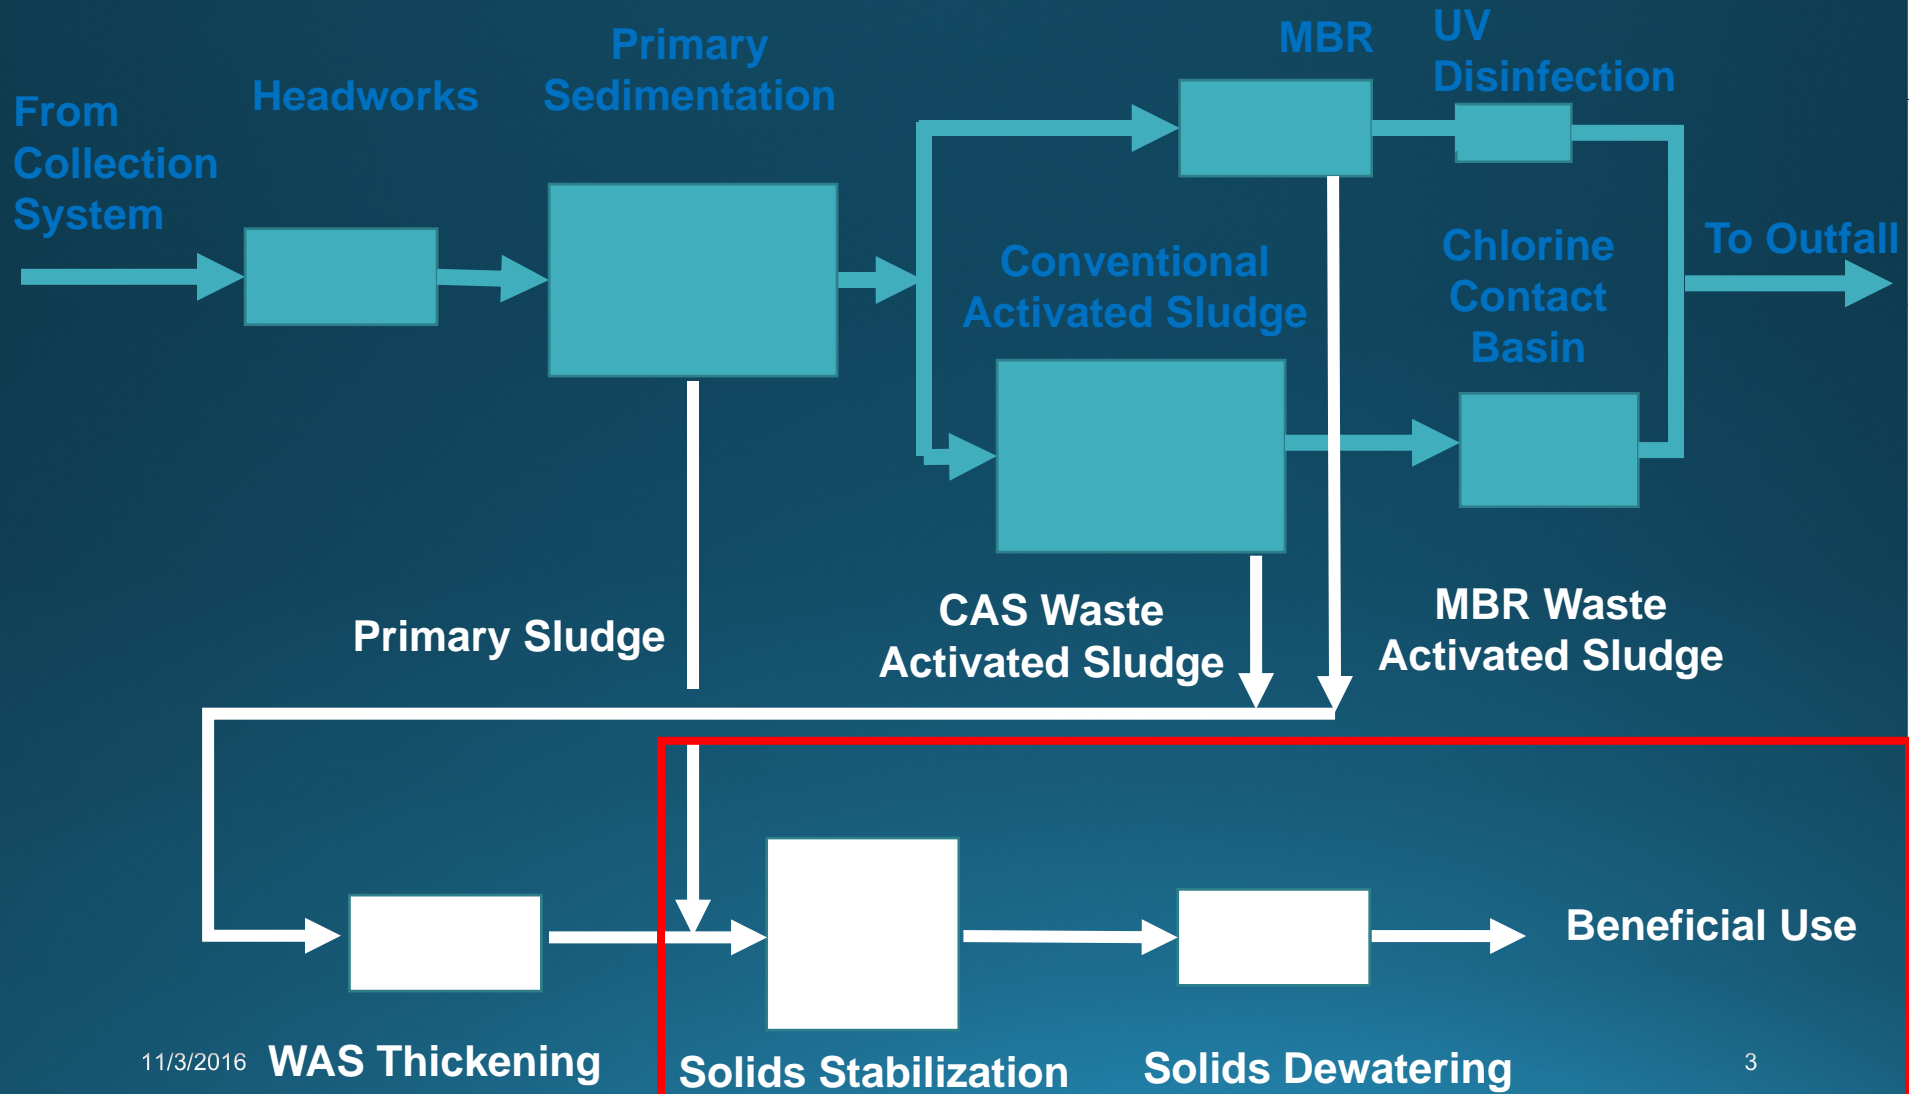 From
Collection
System
Headworks
Primary
Sedimentation
MBR
UV
Disinfection
Conventional
Activated Sludge
Chlorine
Contact
Basin
To Outfall
Primary Sludge
CAS Waste
Activated Sludge
MBR Waste
Activated Sludge
Beneficial Use
11/3/2016
WAS Thickening
Solids Stabilization
Solids Dewatering
3